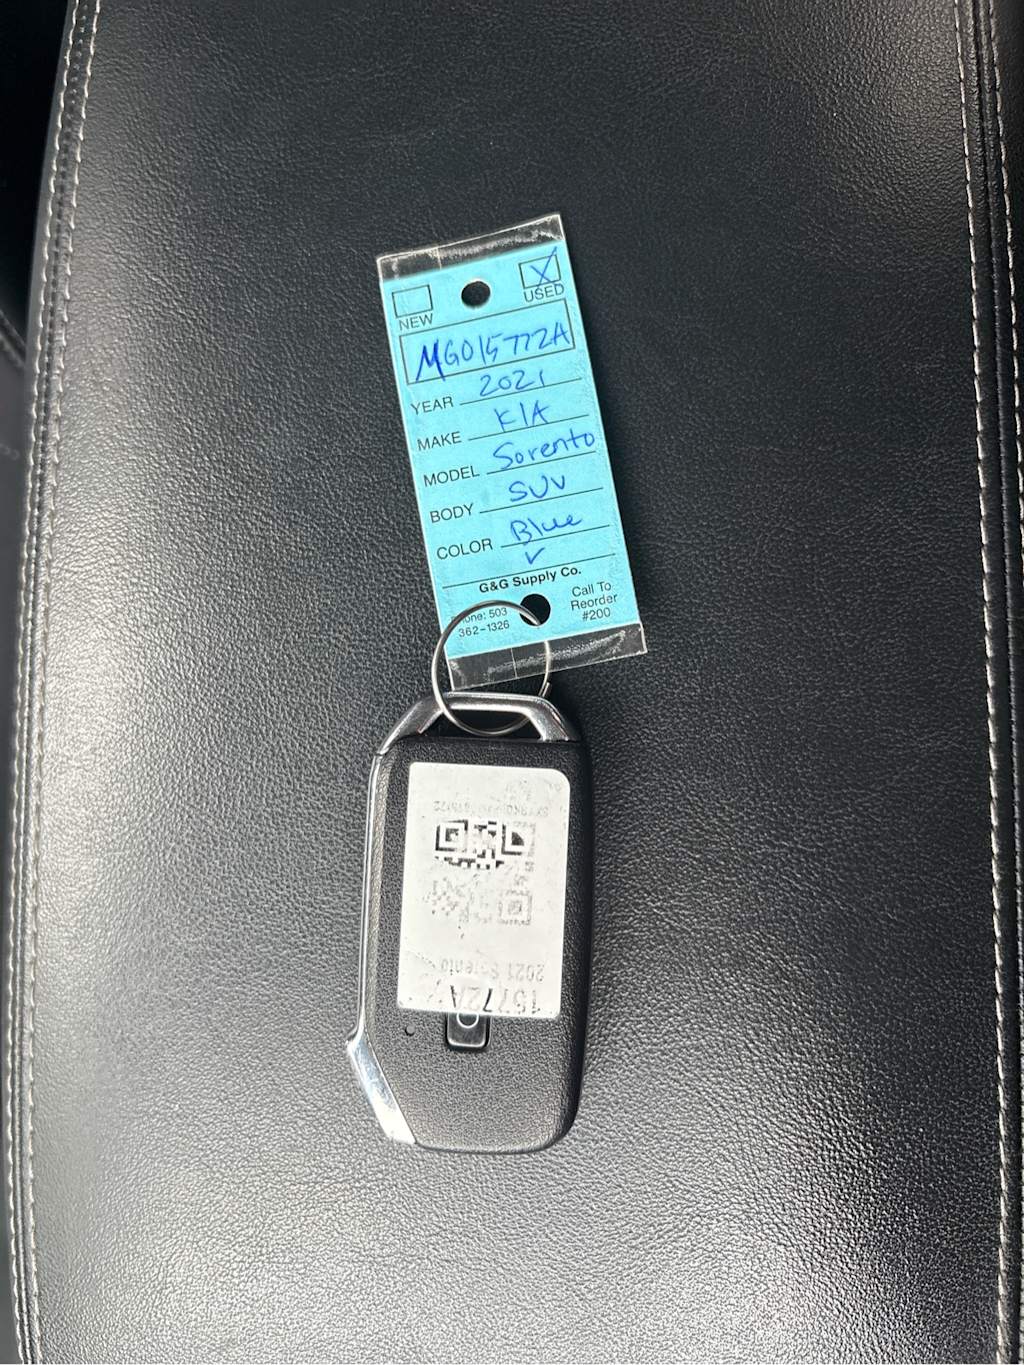 NEW
USED
MG015772A
YEAR 2021
MAKE KIA
MODEL Sorento
BODY SUV
COLOR Blue
G&G Supply Co.
one: 503
362-1326
Call To
Reorder
#200
2021 Sorento
15772A